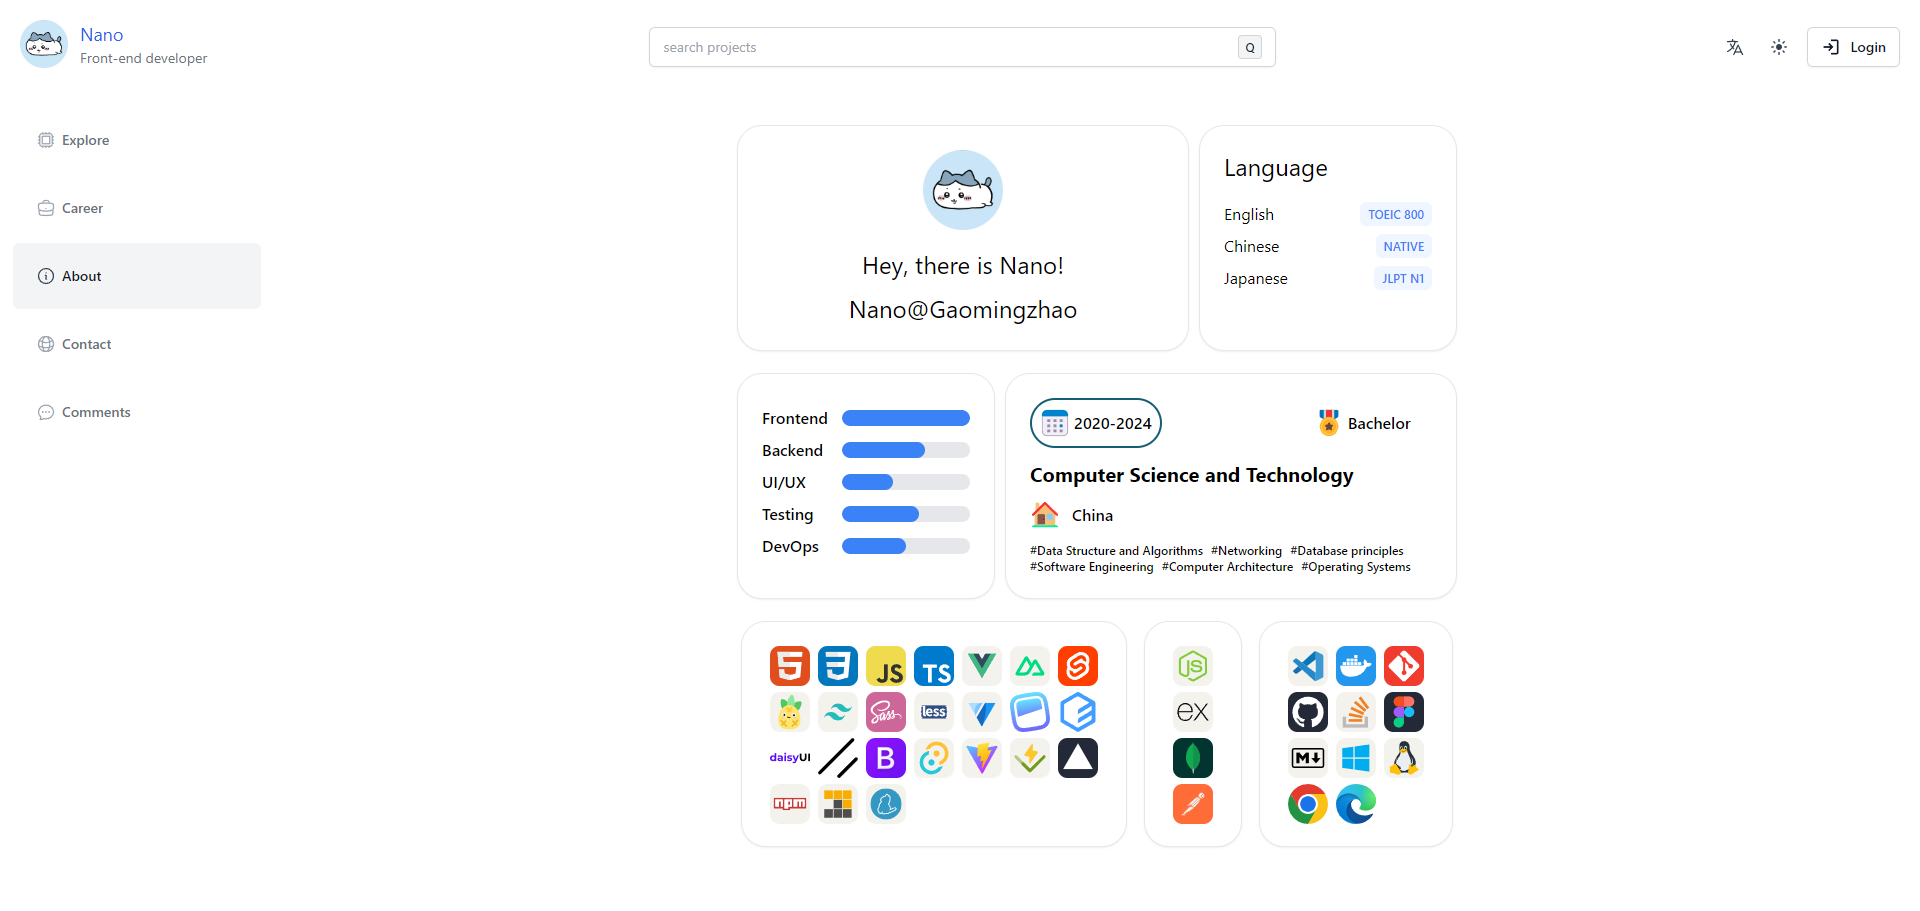 Nano
Front-end developer
search projects
Q
Login
Explore
Career
About
Contact
Comments
Hey, there is Nano!
Nano@Gaomingzhao
Language
English TOEIC 800
Chinese NATIVE
Japanese JLPT N1
Frontend
Backend
UI/UX
Testing
DevOps
2020-2024
Bachelor
Computer Science and Technology
China
#Data Structure and Algorithms #Networking #Database principles
#Software Engineering #Computer Architecture #Operating Systems
JS
TS
Sass
less
daisyUI
B
npm
JS
ex
M